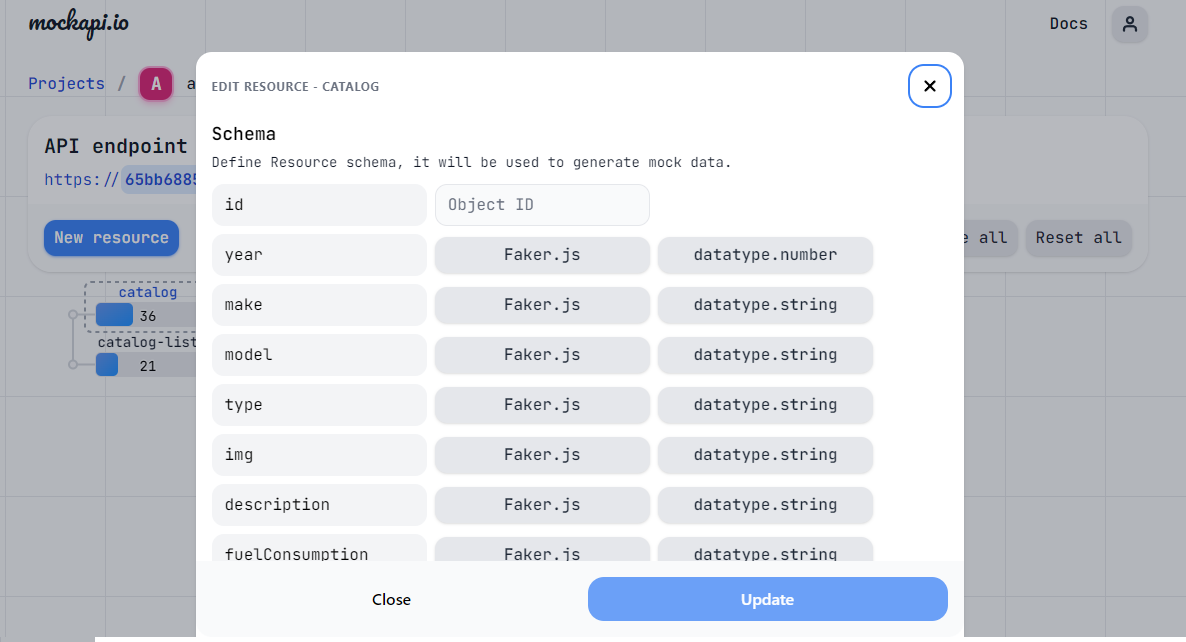 mockapi.io
Docs
Projects / A a
EDIT RESOURCE - CATALOG
API endpoint
https://65bb6885
New resource
e all
Reset all
catalog
36
catalog-list
21
Schema
Define Resource schema, it will be used to generate mock data.
id Object ID
year Faker.js datatype.number
make Faker.js datatype.string
model Faker.js datatype.string
type Faker.js datatype.string
img Faker.js datatype.string
description Faker.js datatype.string
fuelConsumption Faker.js datatype.string
Close Update